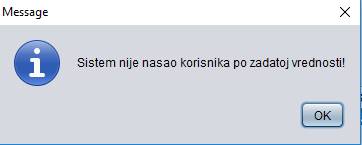 Message
Sistem nije nasao korisnika po zadatoj vrednosti!
OK